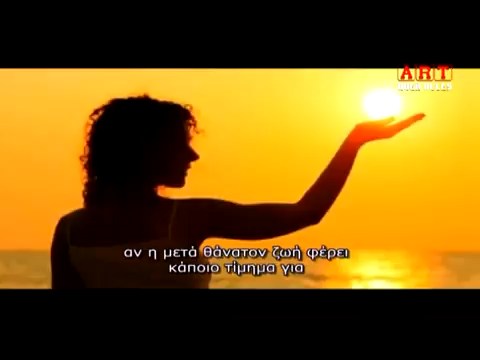 ART
αν η μετά θάνατον ζωή φέρει
κάποιο τίμημα για